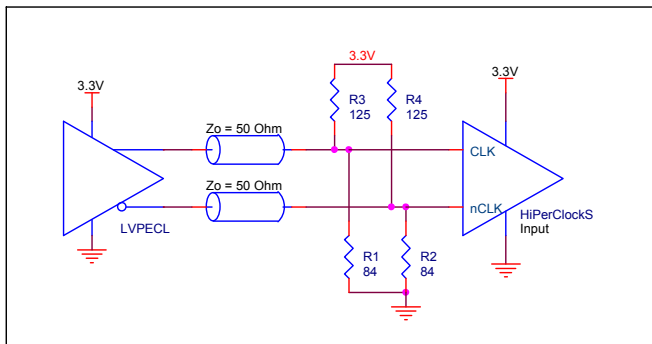 3.3V
3.3V
3.3V
R3
125
R4
125
Zo = 50 Ohm
CLK
Zo = 50 Ohm
nCLK
HiPerClockS
Input
LVPECL
R1
84
R2
84